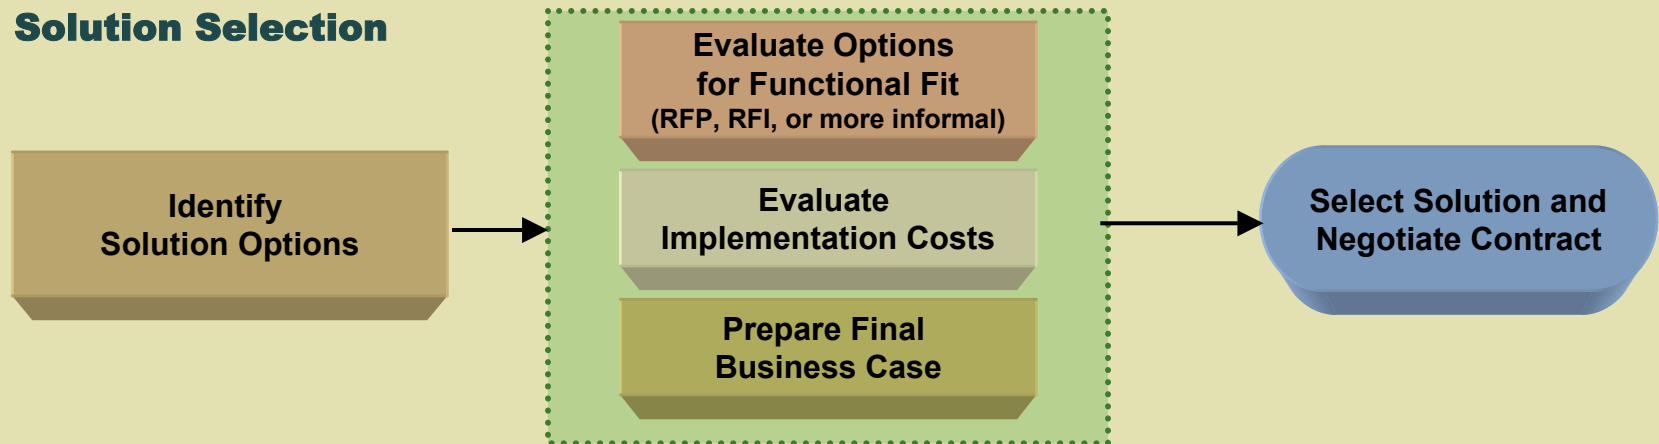 Solution Selection
Evaluate Options
for Functional Fit
(RFP, RFI, or more informal)
Identify
Solution Options
Evaluate
Implementation Costs
Prepare Final
Business Case
Select Solution and
Negotiate Contract